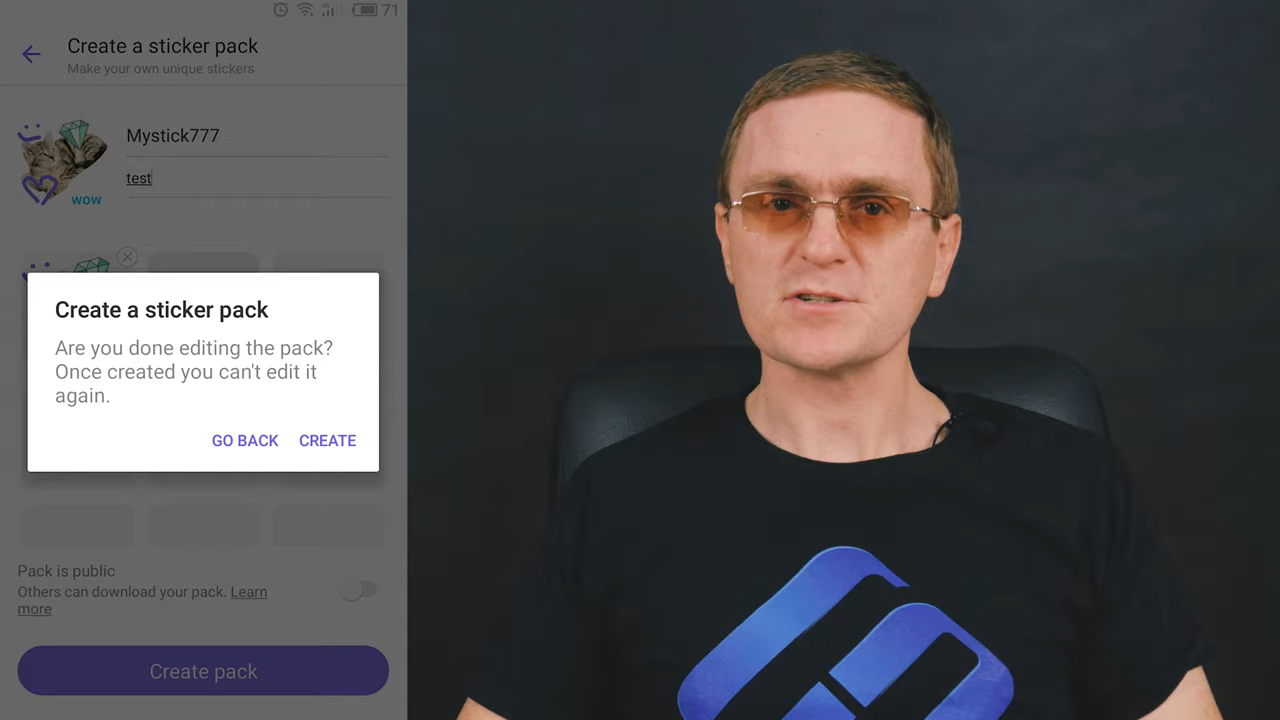 71
Create a sticker pack
Make your own unique stickers
Mystick777
test
wow
Create a sticker pack
Are you done editing the pack?
Once created you can't edit it
again.
GO BACK CREATE
Pack is public
Others can download your pack. Learn
more
Create pack